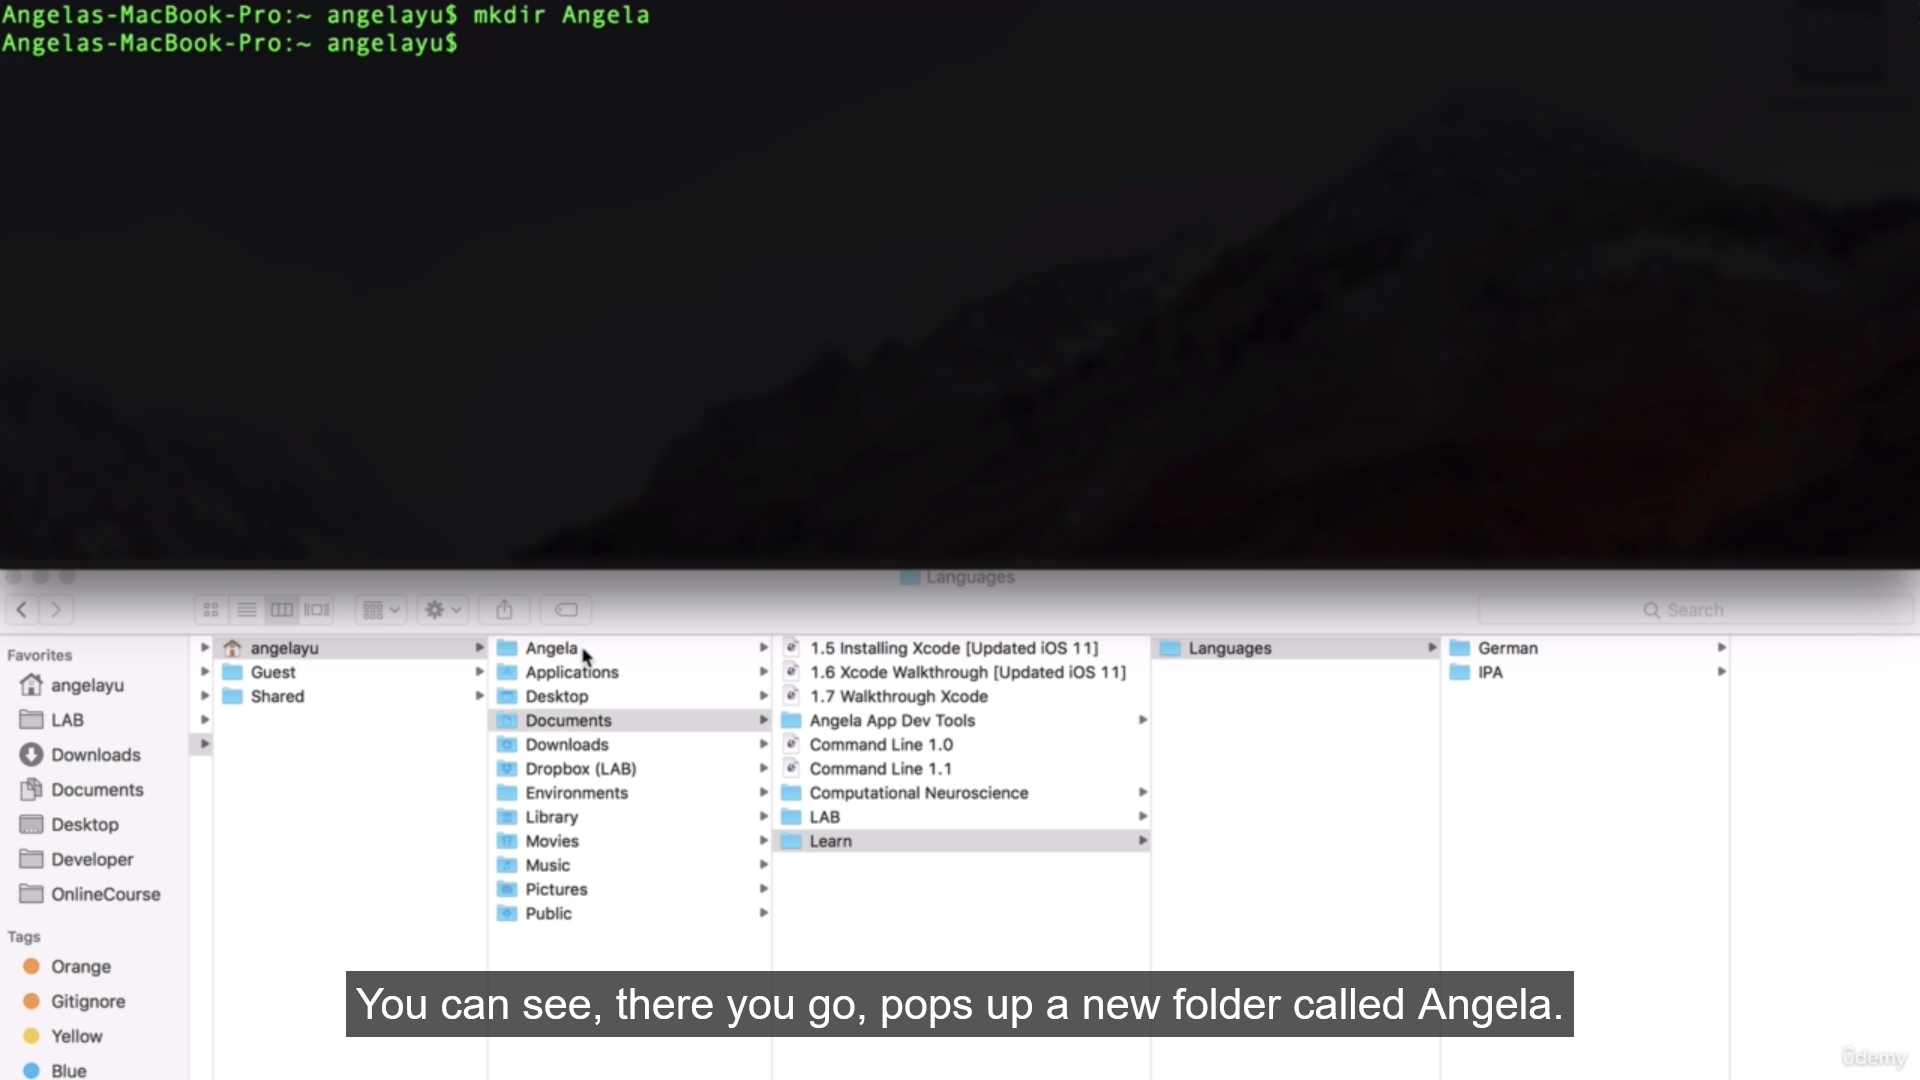 Angelas-MacBook-Pro:~ angelayu$ mkdir Angela
Angelas-MacBook-Pro:~ angelayu$
Languages
Search
Favorites
angelayu
LAB
Downloads
Documents
Desktop
Developer
OnlineCourse
Tags
Orange
Gitignore
Yellow
Blue
angelayu
Guest
Shared
Angela
Applications
Desktop
Documents
Downloads
Dropbox (LAB)
Environments
Library
Movies
Music
Pictures
Public
1.5 Installing Xcode [Updated iOS 11]
1.6 Xcode Walkthrough [Updated iOS 11]
1.7 Walkthrough Xcode
Angela App Dev Tools
Command Line 1.0
Command Line 1.1
Computational Neuroscience
LAB
Learn
Languages
German
IPA
You can see, there you go, pops up a new folder called Angela.
ûdemy